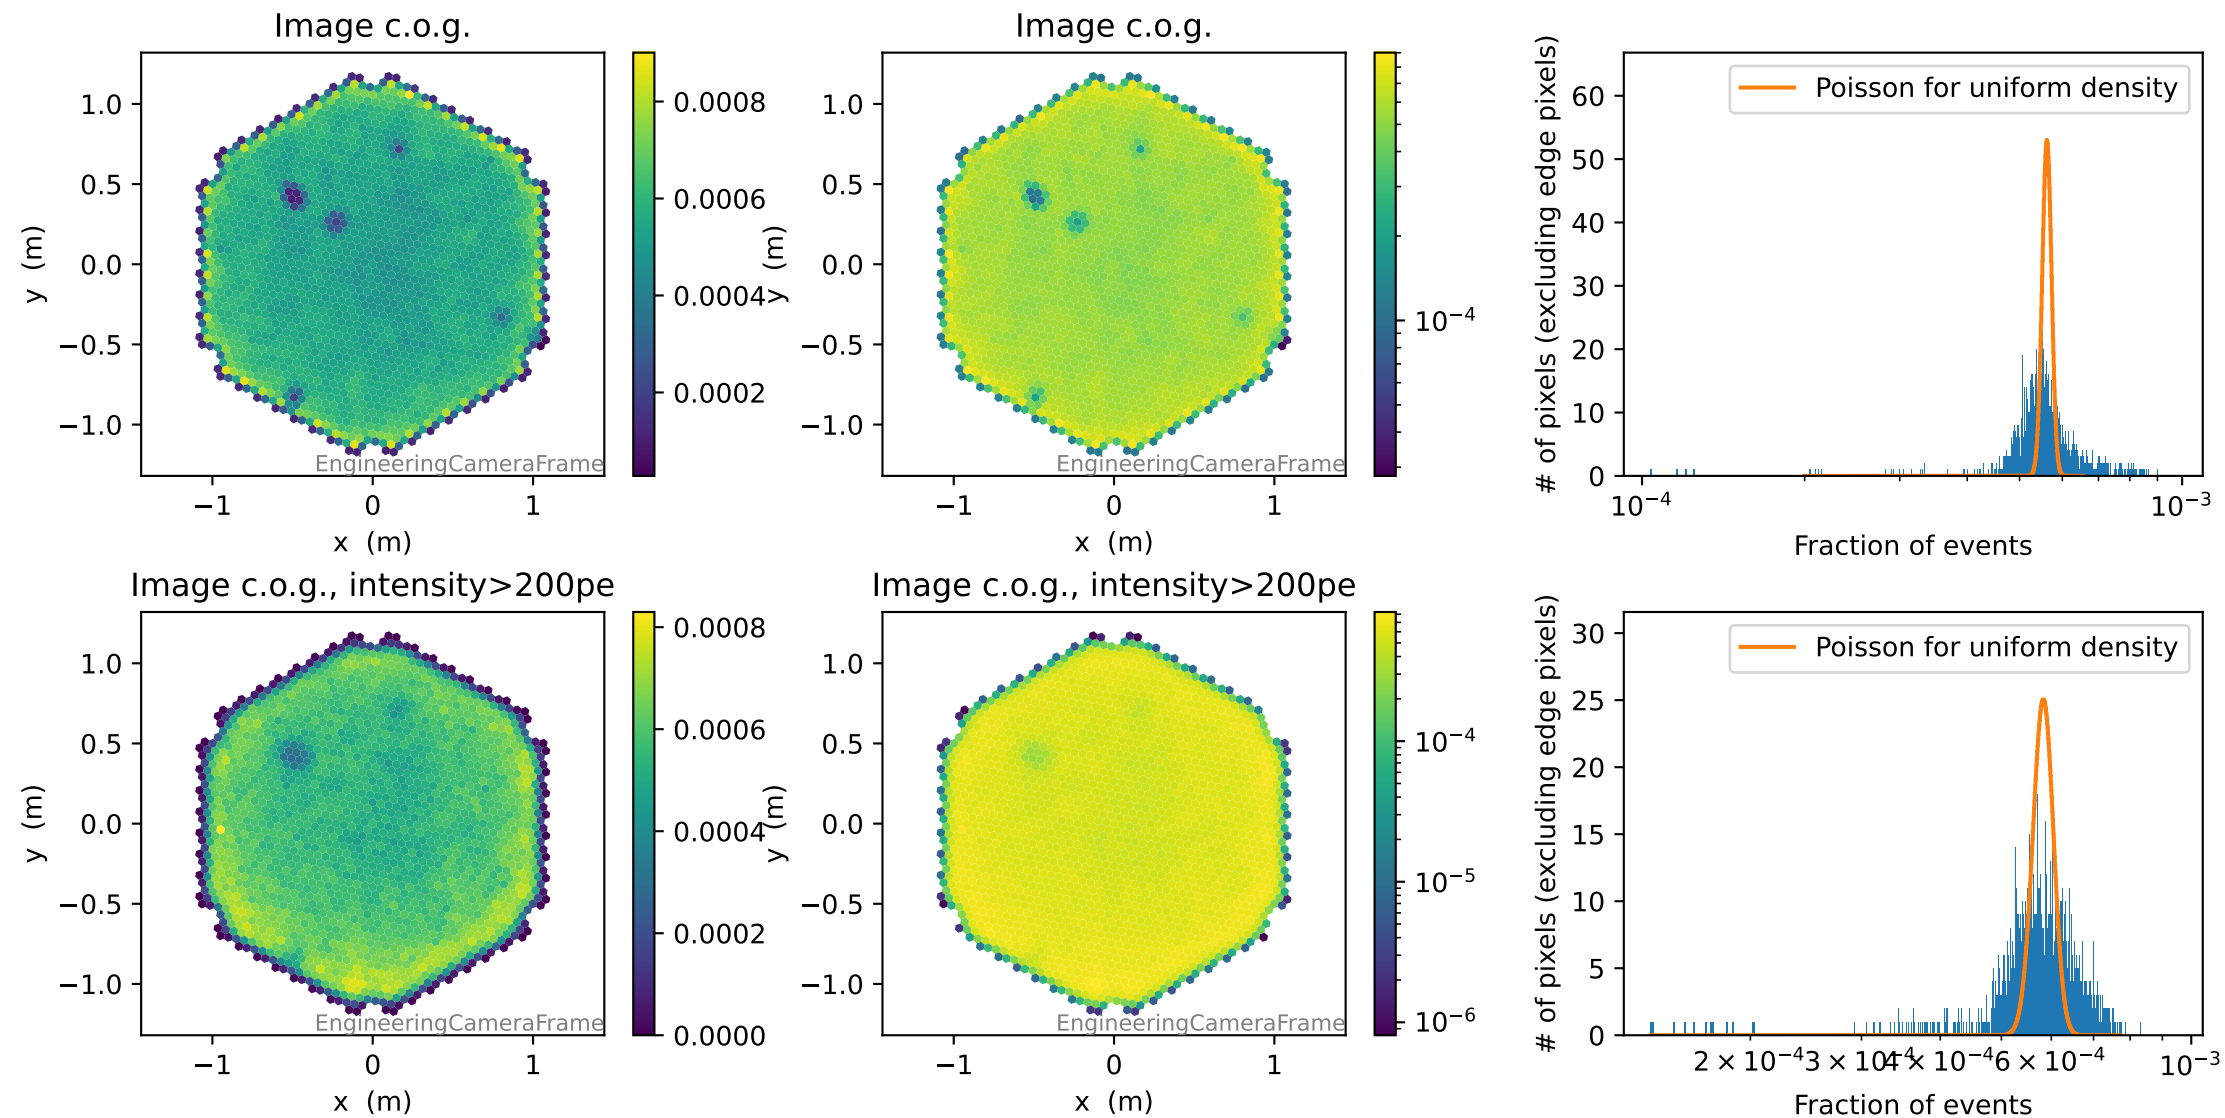 Image c.o.g.
1.0
0.5
0.0
−0.5
−1.0
y (m)
−1 0 1
x (m)
EngineeringCameraFrame
0.0008
0.0006
0.0004
0.0002
Image c.o.g.
1.0
0.5
0.0
−0.5
−1.0
y (m)
−1 0 1
x (m)
EngineeringCameraFrame
10⁻⁴
Poisson for uniform density
60
50
40
30
20
10
0
# of pixels (excluding edge pixels)
10⁻⁴ 10⁻³
Fraction of events
Image c.o.g., intensity>200pe
1.0
0.5
0.0
−0.5
−1.0
y (m)
−1 0 1
x (m)
EngineeringCameraFrame
0.0008
0.0006
0.0004
0.0002
0.0000
Image c.o.g., intensity>200pe
1.0
0.5
0.0
−0.5
−1.0
y (m)
−1 0 1
x (m)
EngineeringCameraFrame
10⁻⁴
10⁻⁵
10⁻⁶
Poisson for uniform density
30
25
20
15
10
5
0
# of pixels (excluding edge pixels)
2 × 10⁻⁴ 3 × 10⁻⁴ 4 × 10⁻⁴ 6 × 10⁻⁴ 10⁻³
Fraction of events